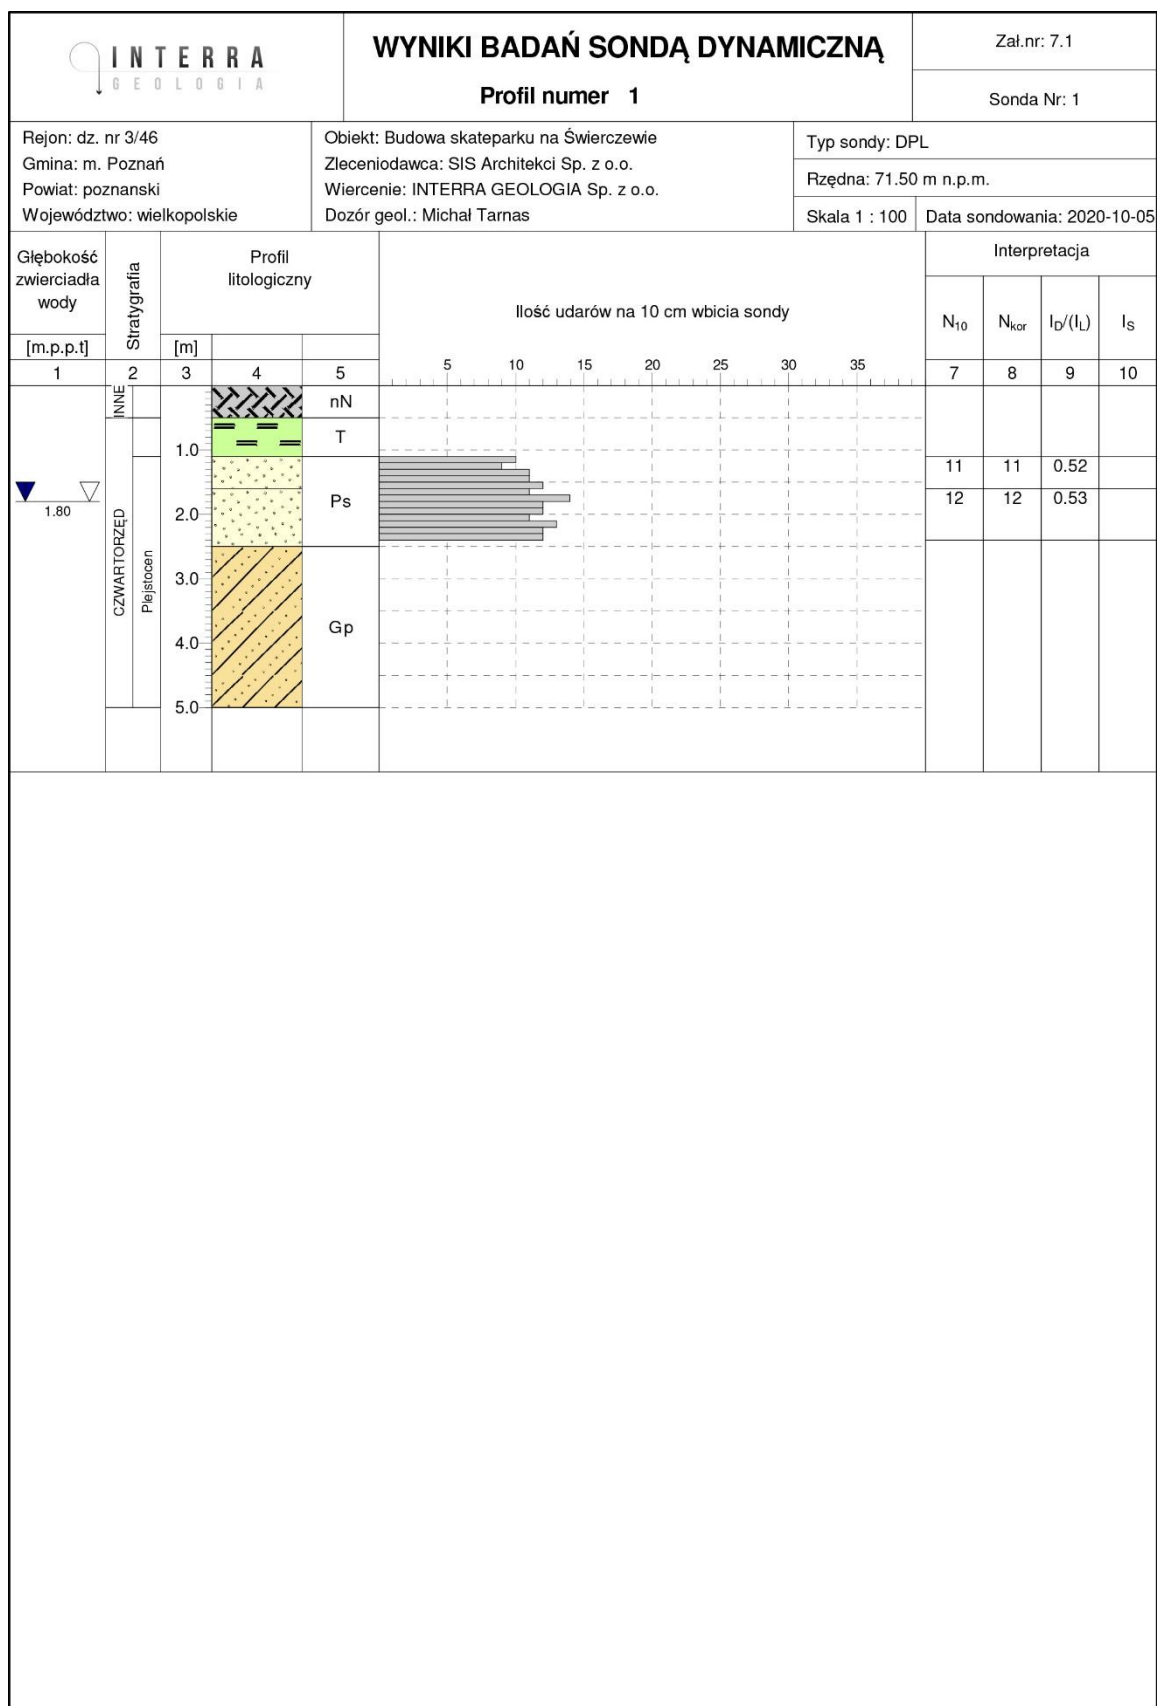 INTERRA
GEOLOGIA
WYNIKI BADAŃ SONDĄ DYNAMICZNĄ
Profil numer 1
Zał.nr: 7.1
Sonda Nr: 1
Rejon: dz. nr 3/46
Gmina: m. Poznań
Powiat: poznanski
Województwo: wielkopolskie
Obiekt: Budowa skateparku na Świerczewie
Zleceniodawca: SIS Architekci Sp. z o.o.
Wiercenie: INTERRA GEOLOGIA Sp. z o.o.
Dozór geol.: Michał Tarnas
Typ sondy: DPL
Rzędna: 71.50 m n.p.m.
Skala 1 : 100
Data sondowania: 2020-10-05
Głębokość
zwierciadła
wody
[m.p.p.t]
Stratygrafia
Profil
litologiczny
[m]
Ilość udarów na 10 cm wbicia sondy
Interpretacja
N10
Nkor
ID/(IL)
IS
1 2 3 4 5
5 10 15 20 25 30 35
7 8 9 10
INNE
nN
T
1.0
11 11 0.52
12 12 0.53
1.80
Ps
2.0
CZWARTORZĘD
Plejstocen
3.0
Gp
4.0
5.0